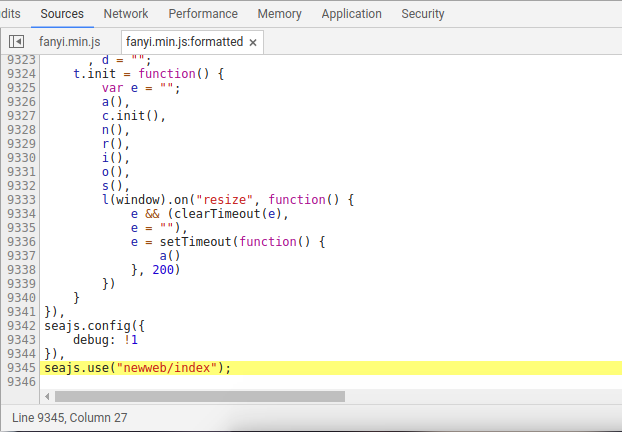 dits Sources Network Performance Memory Application Security
fanyi.min.js fanyi.min.js:formatted ×
9323 , d = "";
9324 t.init = function() {
9325 var e = "";
9326 a(),
9327 c.init(),
9328 n(),
9329 r(),
9330 i(),
9331 o(),
9332 s(),
9333 l(window).on("resize", function() {
9334 e && (clearTimeout(e),
9335 e = ""),
9336 e = setTimeout(function() {
9337 a()
9338 }, 200)
9339 })
9340 }
9341 }),
9342 seajs.config({
9343 debug: !1
9344 }),
9345 seajs.use("newweb/index");
9346
Line 9345, Column 27